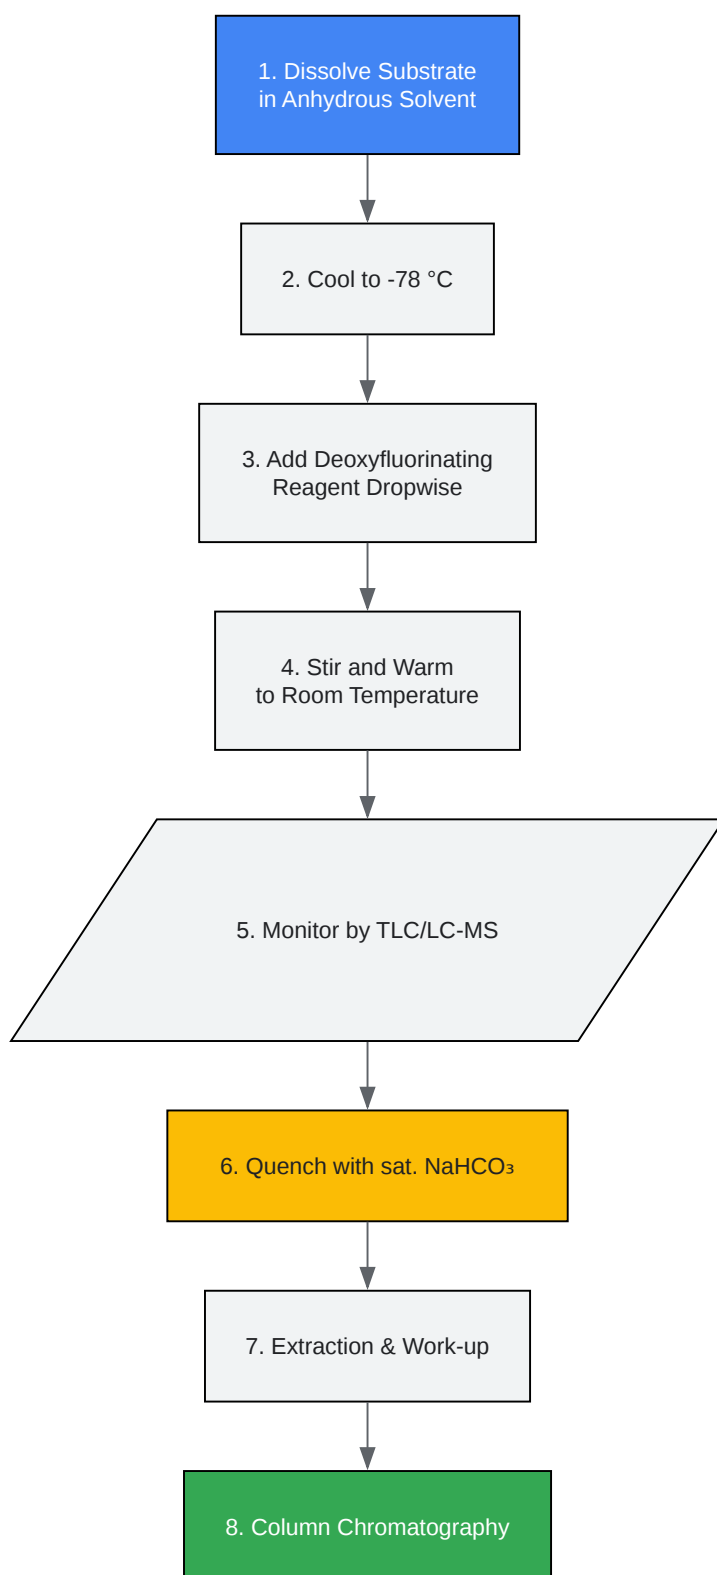 1. Dissolve Substrate
in Anhydrous Solvent
2. Cool to -78 °C
3. Add Deoxyfluorinating
Reagent Dropwise
4. Stir and Warm
to Room Temperature
5. Monitor by TLC/LC-MS
6. Quench with sat. NaHCO₃
7. Extraction & Work-up
8. Column Chromatography